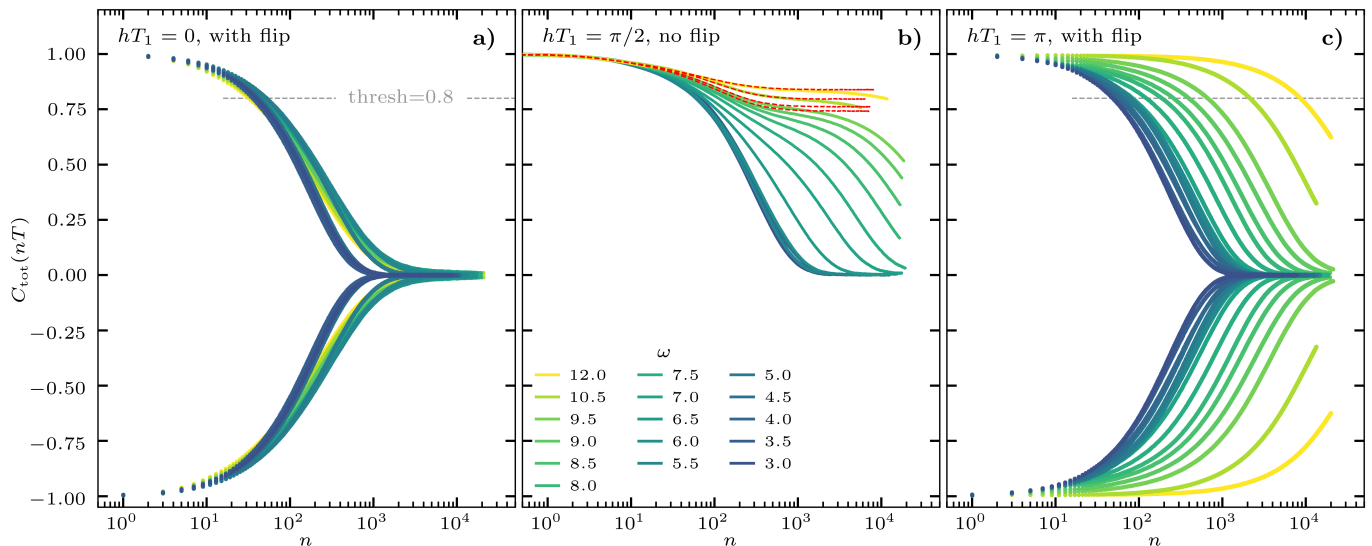 hT₁ = 0, with flip
a)
hT₁ = π/2, no flip
b)
hT₁ = π, with flip
c)
thresh=0.8
C_tot(nT)
1.00
0.75
0.50
0.25
0.00
−0.25
−0.50
−0.75
−1.00
ω
12.0
10.5
9.5
9.0
8.5
8.0
7.5
7.0
6.5
6.0
5.5
5.0
4.5
4.0
3.5
3.0
10⁰ 10¹ 10² 10³ 10⁴
n
10⁰ 10¹ 10² 10³ 10⁴
n
10⁰ 10¹ 10² 10³ 10⁴
n